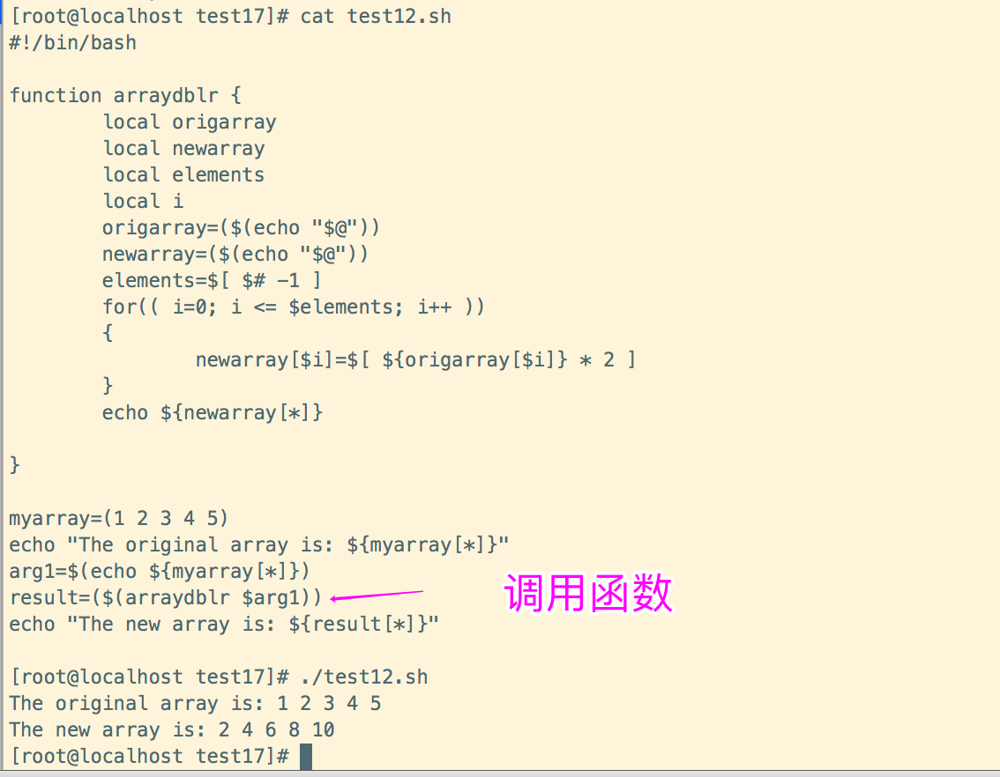 [root@localhost test17]# cat test12.sh
#!/bin/bash
function arraydblr {
local origarray
local newarray
local elements
local i
origarray=($(echo "$@"))
newarray=($(echo "$@"))
elements=$[ $# -1 ]
for(( i=0; i <= $elements; i++ ))
{
newarray[$i]=$[ ${origarray[$i]} * 2 ]
}
echo ${newarray[*]}
}
myarray=(1 2 3 4 5)
echo "The original array is: ${myarray[*]}"
arg1=$(echo ${myarray[*]})
result=($(arraydblr $arg1))
调用函数
echo "The new array is: ${result[*]}"
[root@localhost test17]# ./test12.sh
The original array is: 1 2 3 4 5
The new array is: 2 4 6 8 10
[root@localhost test17]#